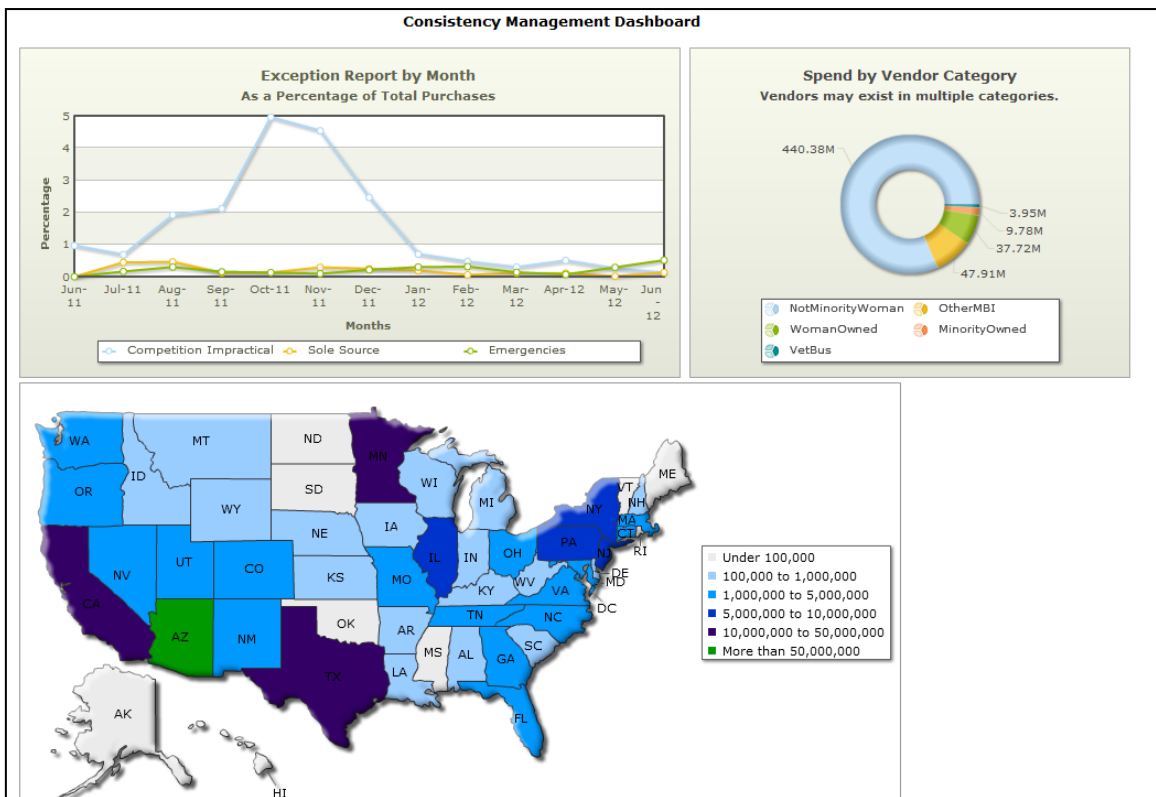 Consistency Management Dashboard
Exception Report by Month
As a Percentage of Total Purchases
5
4
3
2
1
0
Percentage
Jun-11
Jul-11
Aug-11
Sep-11
Oct-11
Nov-11
Dec-11
Jan-12
Feb-12
Mar-12
Apr-12
May-12
Jun-12
Months
Competition Impractical
Sole Source
Emergencies
Spend by Vendor Category
Vendors may exist in multiple categories.
440.38M
3.95M
9.78M
37.72M
47.91M
NotMinorityWoman
OtherMBI
WomanOwned
MinorityOwned
VetBus
WA
MT
ND
MN
ME
ID
OR
SD
WI
MI
VT
NH
NY
WY
IA
MA
CT
RI
NE
IL
IN
OH
PA
NJ
NV
UT
CO
KS
MO
KY
WV
VA
DE
MD
DC
CA
AZ
NM
OK
AR
TN
NC
TX
LA
MS
AL
GA
SC
FL
AK
HI
Under 100,000
100,000 to 1,000,000
1,000,000 to 5,000,000
5,000,000 to 10,000,000
10,000,000 to 50,000,000
More than 50,000,000